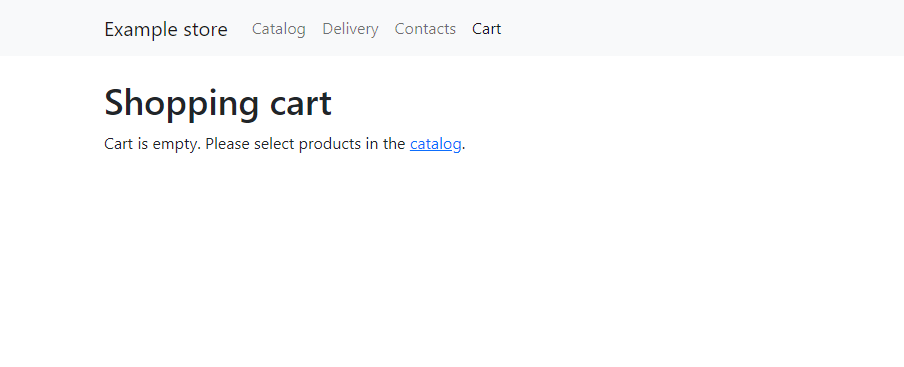 Example store Catalog Delivery Contacts Cart
Shopping cart
Cart is empty. Please select products in the catalog.